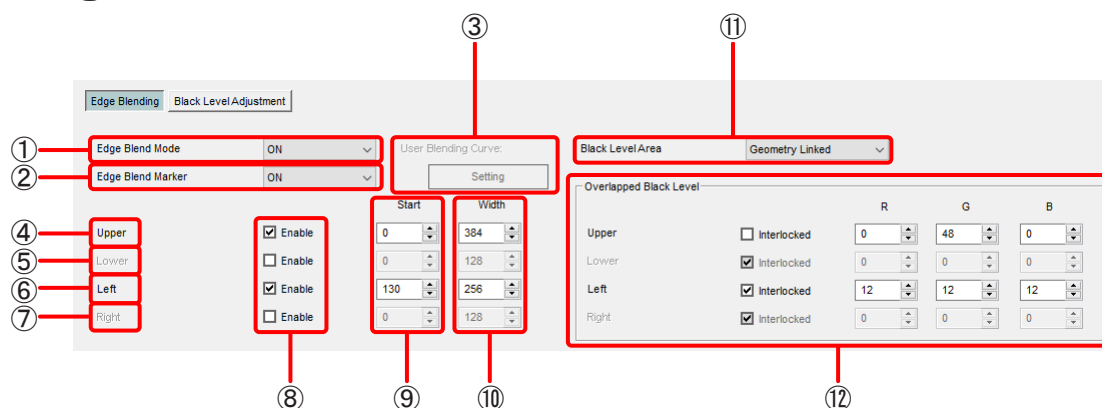 ③ ⑪
Edge Blending Black Level Adjustment
① Edge Blend Mode ON User Blending Curve: Black Level Area Geometry Linked
② Edge Blend Marker ON Setting Overlapped Black Level
Start Width R G B
④ Upper Enable 0 384 Upper Interlocked 0 48 0
⑤ Lower Enable 0 128 Lower Interlocked 0 0 0
⑥ Left Enable 130 256 Left Interlocked 12 12 12
⑦ Right Enable 0 128 Right Interlocked 0 0 0
⑧ ⑨ ⑩ ⑫